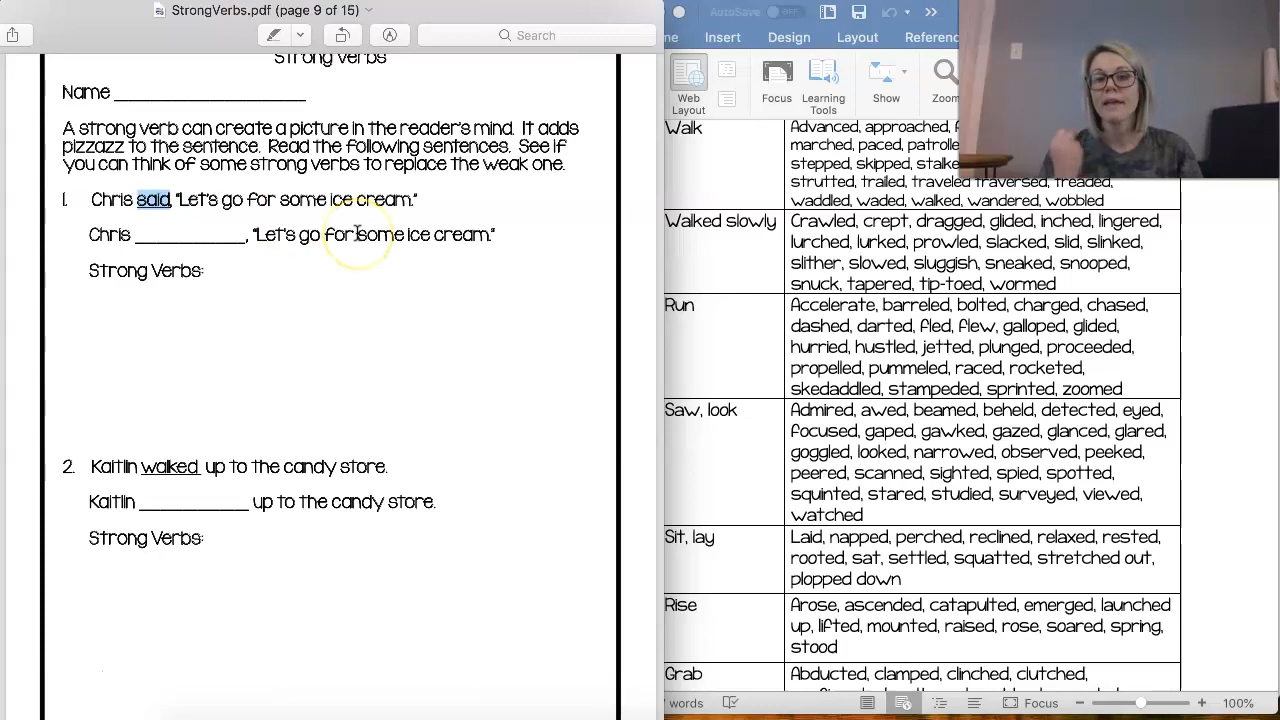 StrongVerbs.pdf (page 9 of 15)
Search
Strong Verbs
Name
A strong verb can create a picture in the reader's mind. It adds
pizzazz to the sentence. Read the following sentences. See if
you can think of some strong verbs to replace the weak one.
1. Chris said, "Let's go for some ice cream."
Chris ____________, "Let's go for some ice cream."
Strong Verbs:
2. Kaitlin walked up to the candy store.
Kaitlin ____________ up to the candy store.
Strong Verbs:
AutoSave
Insert Design Layout
Web
Layout
Focus
Learning
Tools
Show
Walk
Advanced, approached,
marched, paced,
stepped, skipped,
strutted, trailed, traveled traversed, treaded,
waddled, waded, walked, wandered, wobbled
Walked slowly
Crawled, crept, dragged, glided, inched, lingered,
lurched, lurked, prowled, slacked, slid, slinked,
slither, slowed, sluggish, sneaked, snooped,
snuck, tapered, tip-toed, wormed
Run
Accelerate, barreled, bolted, charged, chased,
dashed, darted, fled, flew, galloped, glided,
hurried, hustled, jetted, plunged, proceeded,
propelled, pummeled, raced, rocketed,
skedaddled, stampeded, sprinted, zoomed
Saw, look
Admired, awed, beamed, beheld, detected, eyed,
focused, gaped, gawked, gazed, glanced, glared,
goggled, looked, narrowed, observed, peeked,
peered, scanned, sighted, spied, spotted,
squinted, stared, studied, surveyed, viewed,
watched
Sit, lay
Laid, napped, perched, reclined, relaxed, rested,
rooted, sat, settled, squatted, stretched out,
plopped down
Rise
Arose, ascended, catapulted, emerged, launched
up, lifted, mounted, raised, rose, soared, spring,
stood
Grab
Abducted, clamped, clinched, clutched,
words
Focus
100%